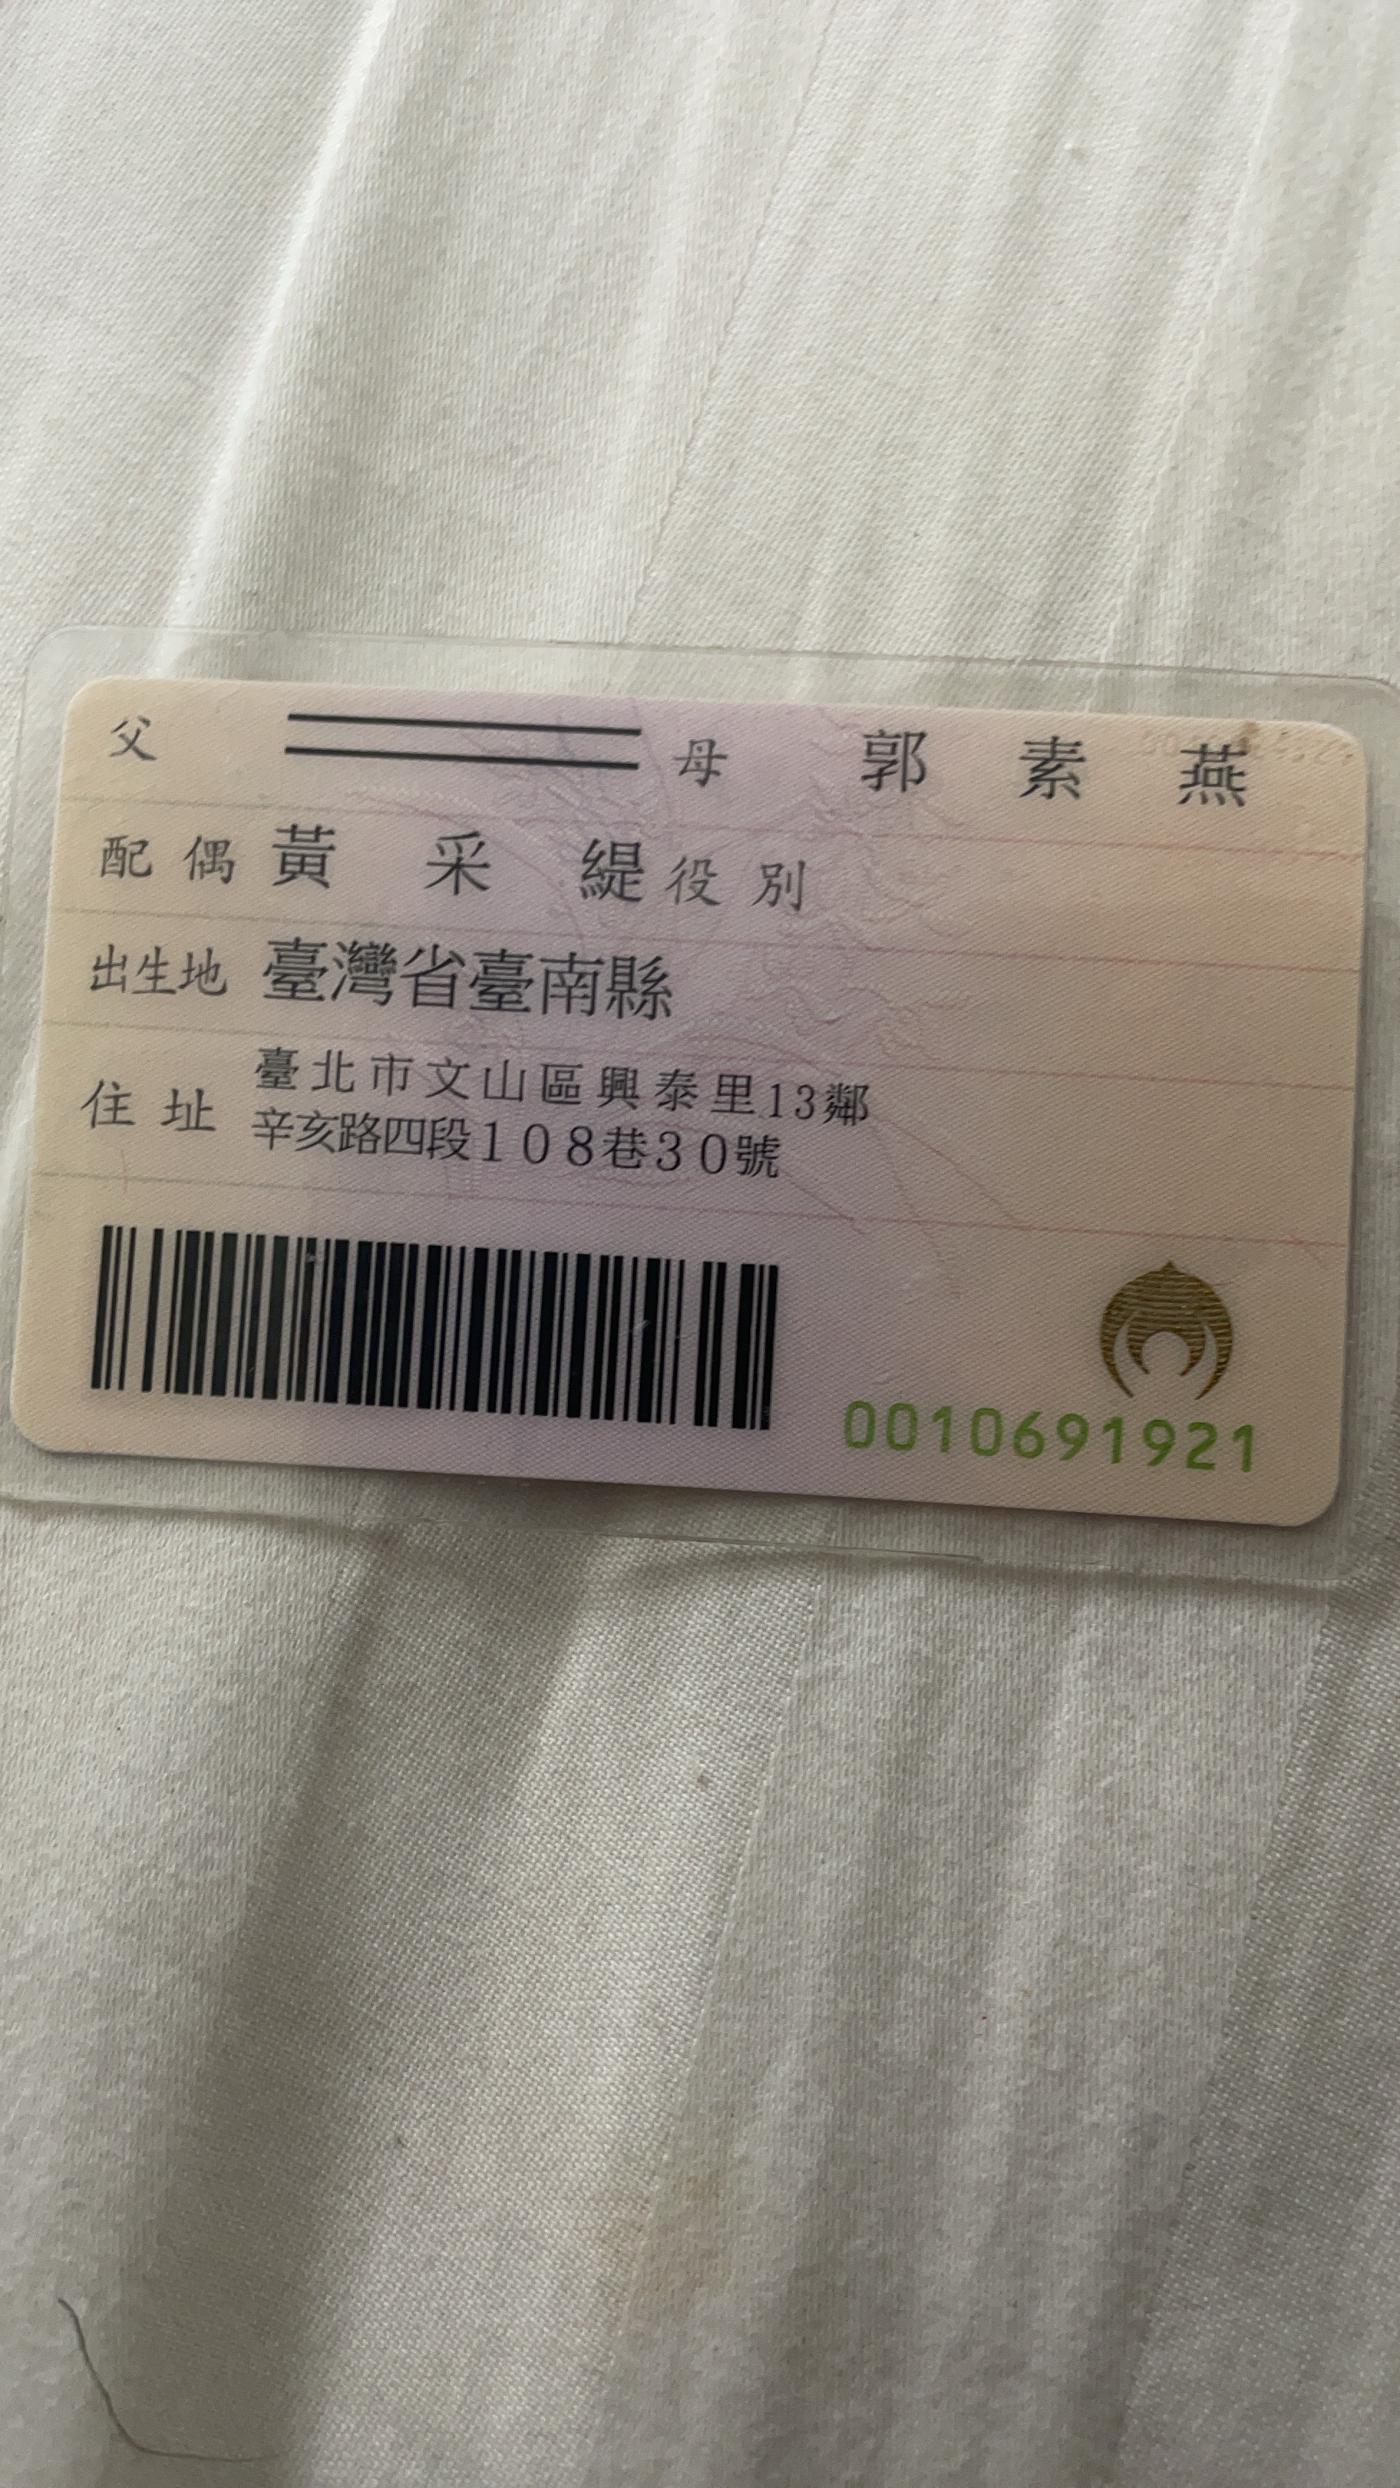 父 母 郭素燕
配偶 黃采緹 役別
出生地 臺灣省臺南縣
住址 臺北市文山區興泰里13鄰
辛亥路四段108巷30號
0010691921